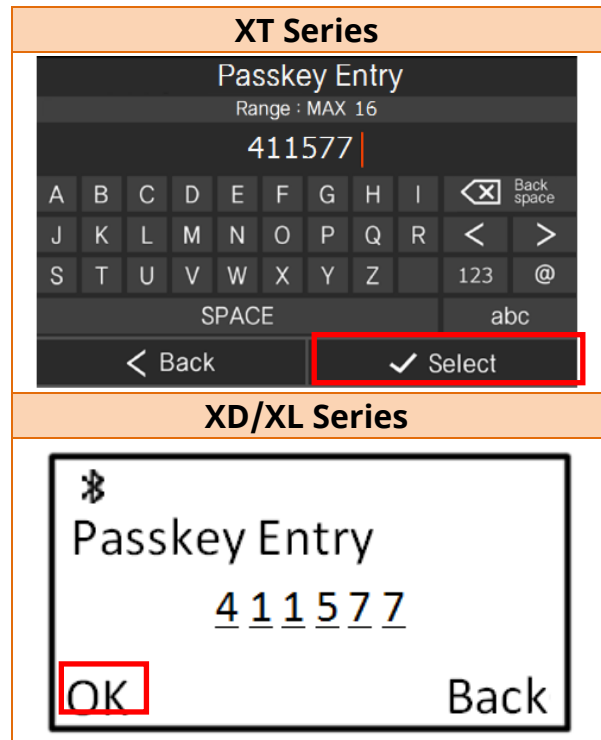 XT Series
Passkey Entry
Range : MAX 16
411577
A B C D E F G H I Back space
J K L M N O P Q R < >
S T U V W X Y Z 123 @
SPACE abc
< Back ✓ Select
XD/XL Series
Passkey Entry
4 1 1 5 7 7
OK Back